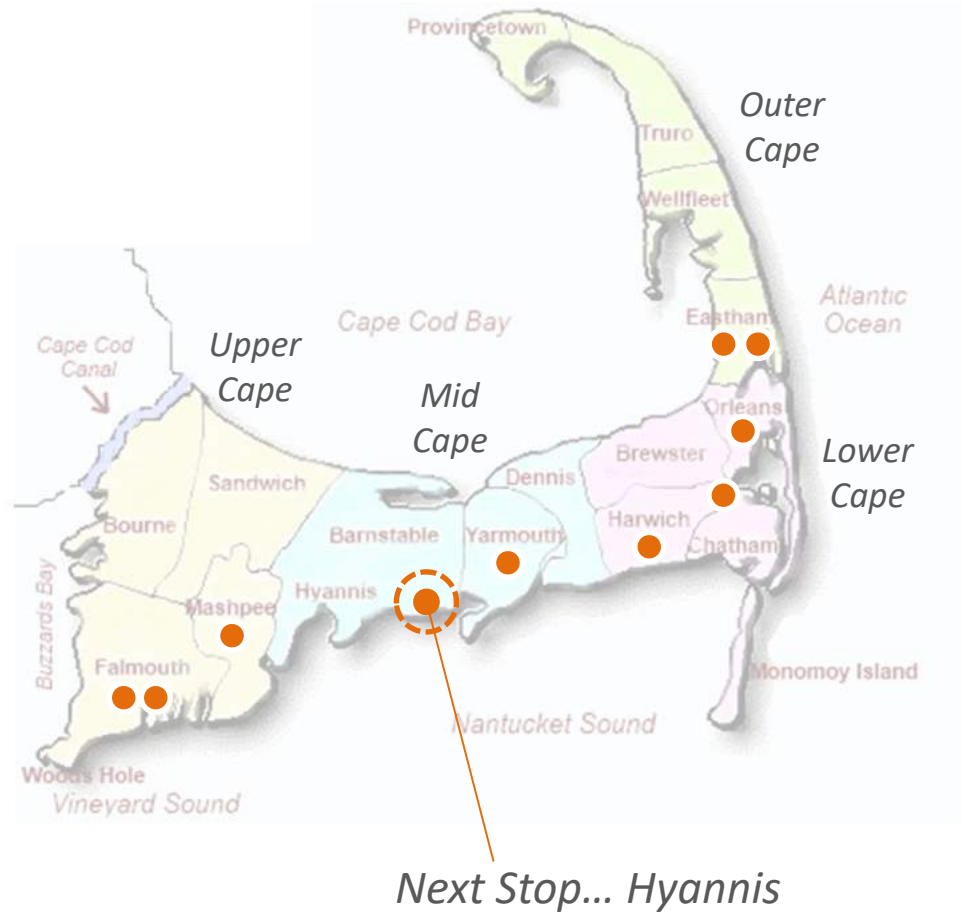 Provincetown
Outer
Cape
Truro
Wellfleet
Atlantic
Ocean
Eastham
Cape Cod Bay
Cape Cod
Canal
Upper
Cape
Mid
Cape
Orleans
Lower
Cape
Brewster
Dennis
Sandwich
Bourne
Barnstable
Yarmouth
Harwich
Chatham
Hyannis
Mashpee
Buzzards Bay
Falmouth
Monomoy Island
Nantucket Sound
Woods Hole
Vineyard Sound
Next Stop... Hyannis